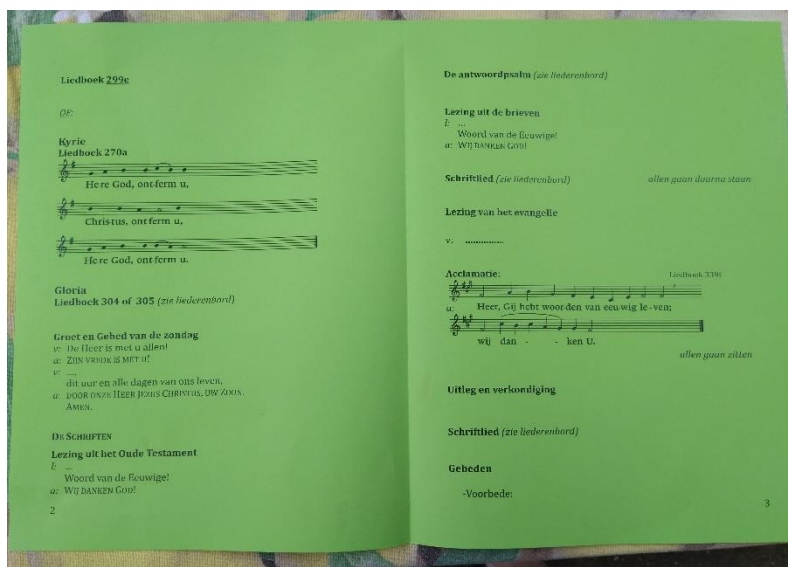 Liedboek 299e
OF:
Kyrie
Liedboek 270a
He re God, ont-ferm u,
Chris-tus, ont-ferm u,
He re God, ont-ferm u.
Gloria
Liedboek 304 of 305 (zie liederenbord)
Groet en Gebed van de zondag
v: De Heer is met u allen!
a: ZIJN VREDE IS MET U!
v: ....
dit uur en alle dagen van ons leven,
a: DOOR ONZE HEER JEZUS CHRISTUS, UW ZOON.
AMEN.
DE SCHRIFTEN
Lezing uit het Oude Testament
l: ...
Woord van de Eeuwige!
a: WIJ DANKEN GOD!
2
De antwoordpsalm (zie liederenbord)
Lezing uit de brieven
l: ...
Woord van de Eeuwige!
a: WIJ DANKEN GOD!
Schriftlied (zie liederenbord) allen gaan daarna staan
Lezing van het evangelie
v: ...............
Acclamatie: Liedboek 339i
a: Heer, Gij hebt woor-den van eeu-wig le-ven;
wij dan - - ken U.
allen gaan zitten
Uitleg en verkondiging
Schriftlied (zie liederenbord)
Gebeden
-Voorbede:
3